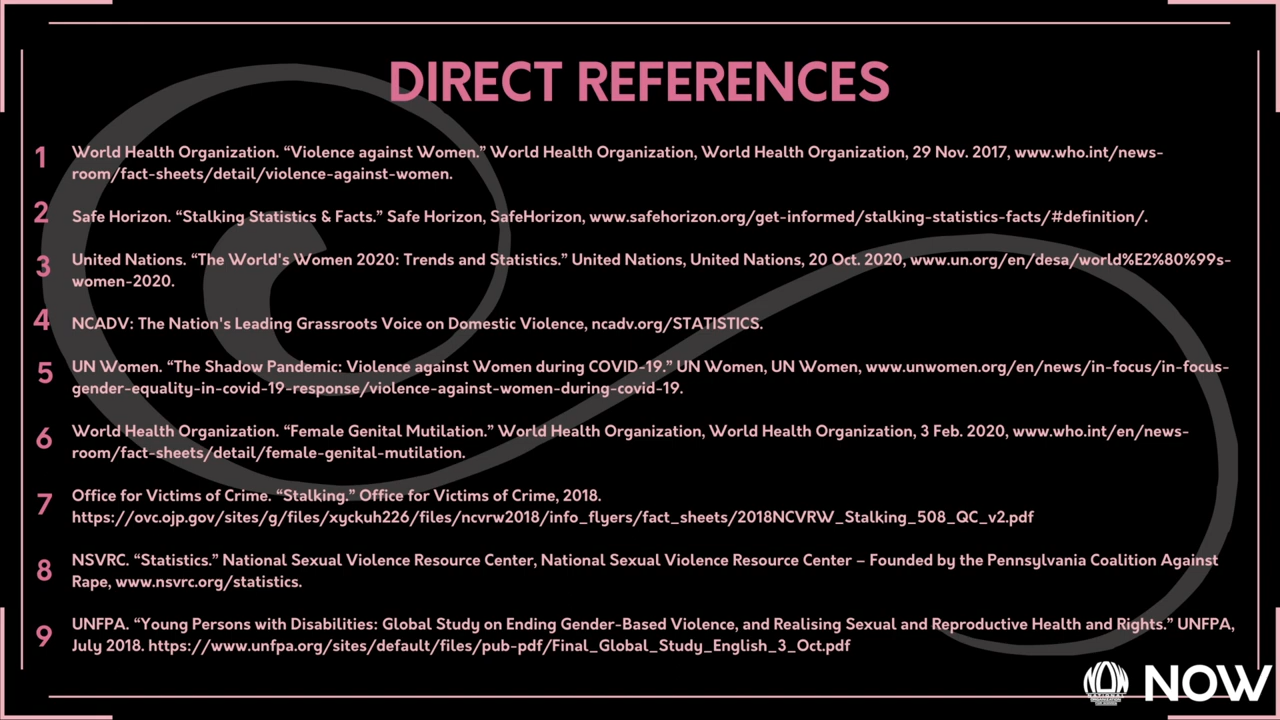 DIRECT REFERENCES
1 World Health Organization. “Violence against Women.” World Health Organization, World Health Organization, 29 Nov. 2017, www.who.int/news-
room/fact-sheets/detail/violence-against-women.
2 Safe Horizon. “Stalking Statistics & Facts.” Safe Horizon, SafeHorizon, www.safehorizon.org/get-informed/stalking-statistics-facts/#definition/.
3 United Nations. “The World's Women 2020: Trends and Statistics.” United Nations, United Nations, 20 Oct. 2020, www.un.org/en/desa/world%E2%80%99s-
women-2020.
4 NCADV: The Nation's Leading Grassroots Voice on Domestic Violence, ncadv.org/STATISTICS.
5 UN Women. “The Shadow Pandemic: Violence against Women during COVID-19.” UN Women, UN Women, www.unwomen.org/en/news/in-focus/in-focus-
gender-equality-in-covid-19-response/violence-against-women-during-covid-19.
6 World Health Organization. “Female Genital Mutilation.” World Health Organization, World Health Organization, 3 Feb. 2020, www.who.int/en/news-
room/fact-sheets/detail/female-genital-mutilation.
7 Office for Victims of Crime. “Stalking.” Office for Victims of Crime, 2018.
https://ovc.ojp.gov/sites/g/files/xyckuh226/files/ncvrw2018/info_flyers/fact_sheets/2018NCVRW_Stalking_508_QC_v2.pdf
8 NSVRC. “Statistics.” National Sexual Violence Resource Center, National Sexual Violence Resource Center – Founded by the Pennsylvania Coalition Against
Rape, www.nsvrc.org/statistics.
9 UNFPA. “Young Persons with Disabilities: Global Study on Ending Gender-Based Violence, and Realising Sexual and Reproductive Health and Rights.” UNFPA,
July 2018. https://www.unfpa.org/sites/default/files/pub-pdf/Final_Global_Study_English_3_Oct.pdf
NOW NOW